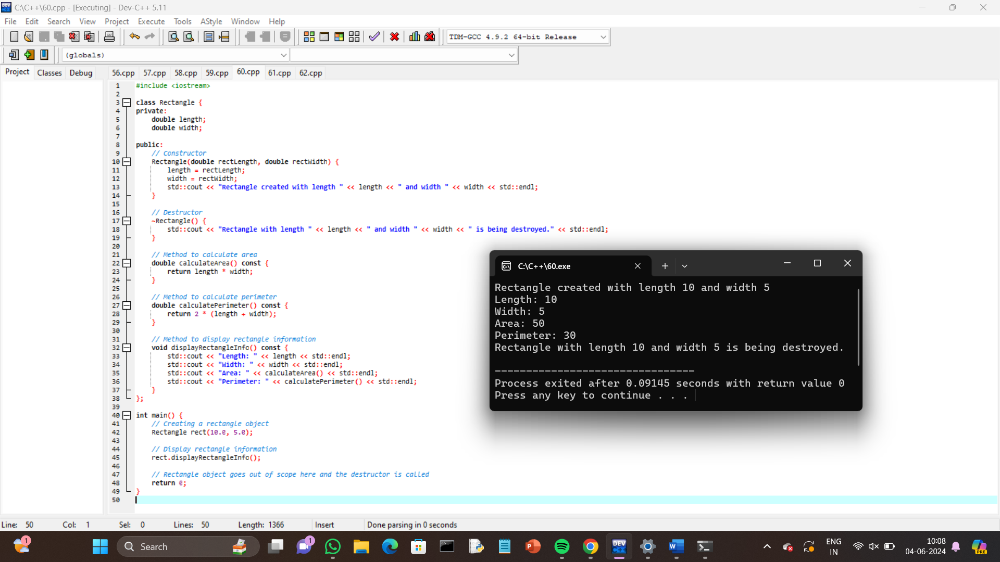 C:\C++\60.cpp - [Executing] - Dev-C++ 5.11
File Edit Search View Project Execute Tools AStyle Window Help
TDM-GCC 4.9.2 64-bit Release
(globals)
Project Classes Debug 56.cpp 57.cpp 58.cpp 59.cpp 60.cpp 61.cpp 62.cpp
1 #include <iostream>
2
3 class Rectangle {
4 private:
5     double length;
6     double width;
7
8 public:
9     // Constructor
10     Rectangle(double rectLength, double rectWidth) {
11         length = rectLength;
12         width = rectWidth;
13         std::cout << "Rectangle created with length " << length << " and width " << width << std::endl;
14     }
15
16     // Destructor
17     ~Rectangle() {
18         std::cout << "Rectangle with length " << length << " and width " << width << " is being destroyed." << std::endl;
19     }
20
21     // Method to calculate area
22     double calculateArea() const {
23         return length * width;
24     }
25
26     // Method to calculate perimeter
27     double calculatePerimeter() const {
28         return 2 * (length + width);
29     }
30
31     // Method to display rectangle information
32     void displayRectangleInfo() const {
33         std::cout << "Length: " << length << std::endl;
34         std::cout << "Width: " << width << std::endl;
35         std::cout << "Area: " << calculateArea() << std::endl;
36         std::cout << "Perimeter: " << calculatePerimeter() << std::endl;
37     }
38 };
39
40 int main() {
41     // Creating a rectangle object
42     Rectangle rect(10.0, 5.0);
43
44     // Display rectangle information
45     rect.displayRectangleInfo();
46
47     // Rectangle object goes out of scope here and the destructor is called
48     return 0;
49 }
50
C:\C++\60.exe
Rectangle created with length 10 and width 5
Length: 10
Width: 5
Area: 50
Perimeter: 30
Rectangle with length 10 and width 5 is being destroyed.
--------------------------------
Process exited after 0.09145 seconds with return value 0
Press any key to continue . . .
Line: 50 Col: 1 Sel: 0 Lines: 50 Length: 1366 Insert Done parsing in 0 seconds
1 Search 1 DEV C++ ENG 10:08
IN 04-06-2024 PRE